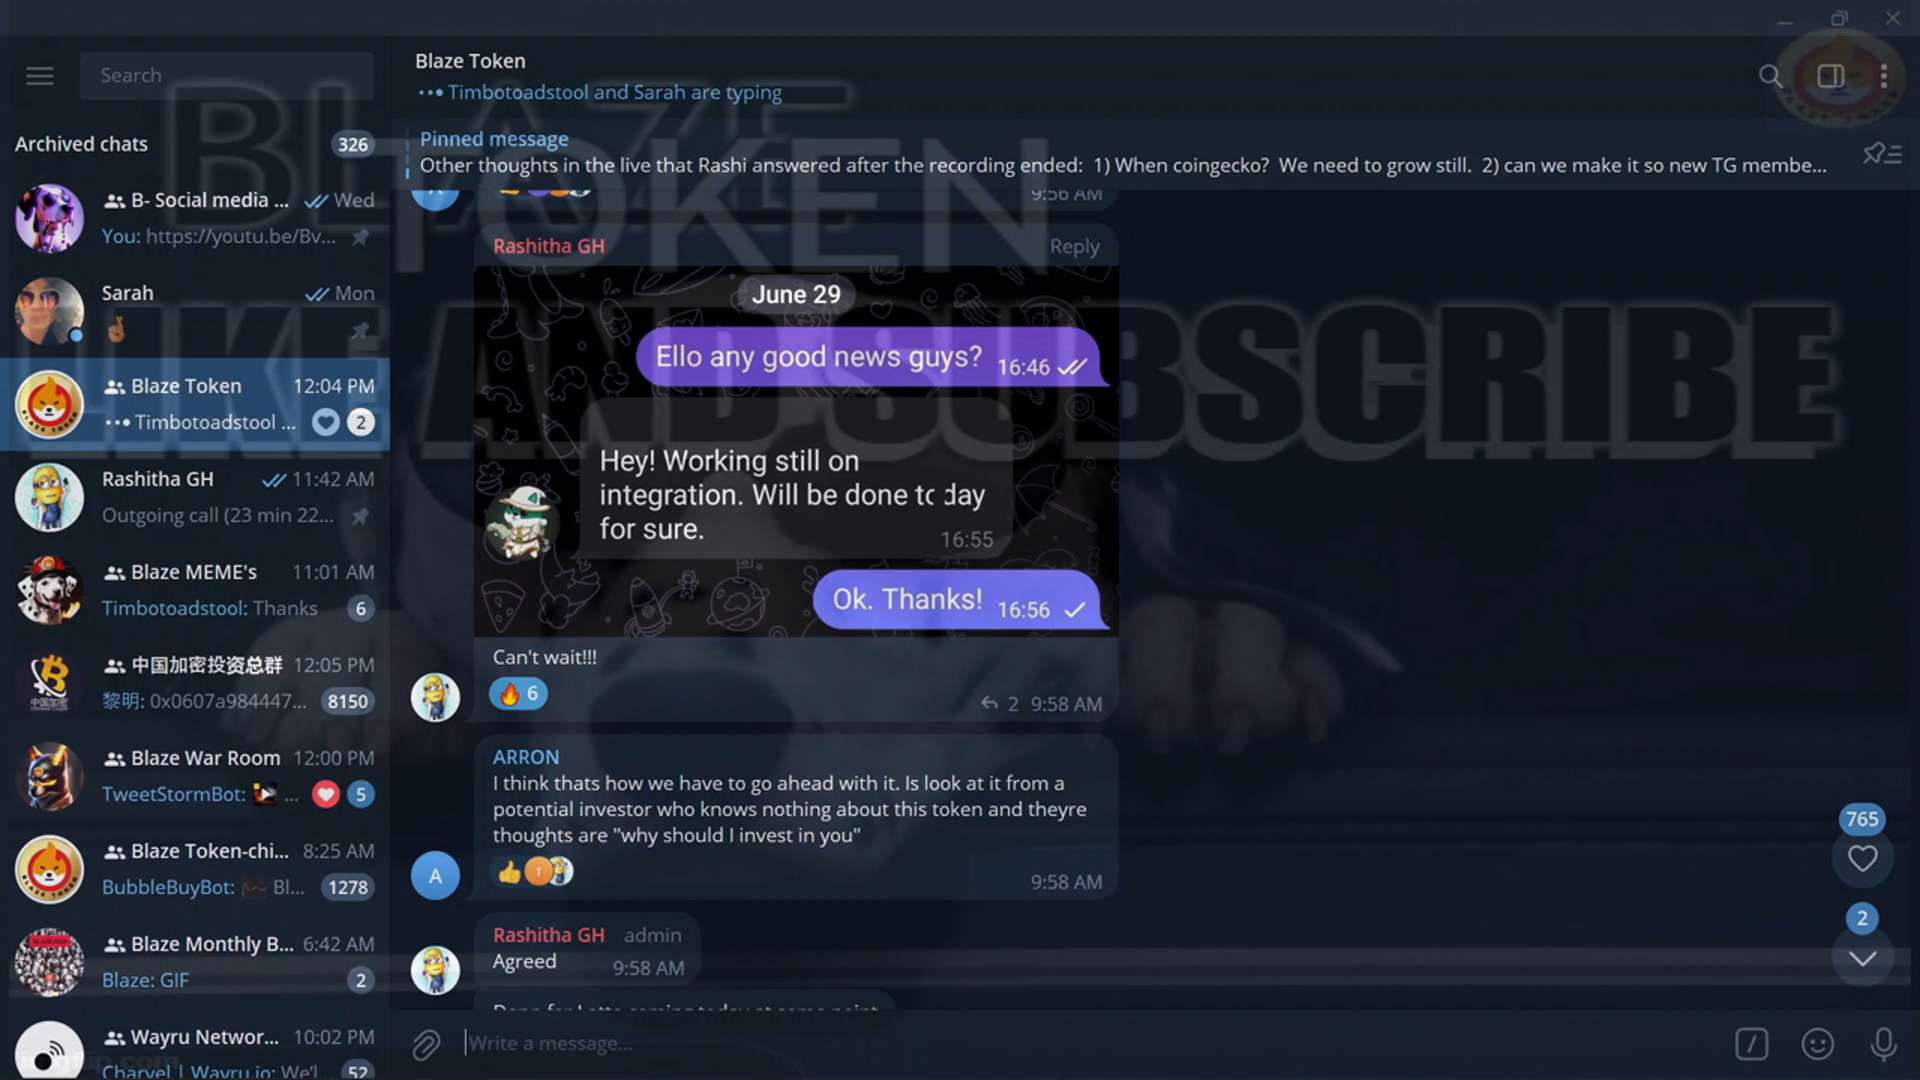 Search
Archived chats 326
B- Social media ... Wed
You: https://youtu.be/Bv...
Sarah Mon
Blaze Token 12:04 PM
Timbotoadstool ... 2
Rashitha GH 11:42 AM
Outgoing call (23 min 22...
Blaze MEME's 11:01 AM
Timbotoadstool: Thanks 6
中国加密投资总群 12:05 PM
黎明: 0x0607a984447... 8150
Blaze War Room 12:00 PM
TweetStormBot: ... 5
Blaze Token-chi... 8:25 AM
BubbleBuyBot: Bl... 1278
Blaze Monthly B... 6:42 AM
Blaze: GIF 2
Wayru Networ... 10:02 PM
Charvel | Wayru.io: We'l... 52
Blaze Token
Timbotoadstool and Sarah are typing
Pinned message
Other thoughts in the live that Rashi answered after the recording ended: 1) When coingecko? We need to grow still. 2) can we make it so new TG membe...
9:56 AM
Rashitha GH Reply
June 29
Ello any good news guys? 16:46
Hey! Working still on
integration. Will be done today
for sure.
16:55
Ok. Thanks! 16:56
Can't wait!!!
6
2 9:58 AM
ARRON
I think thats how we have to go ahead with it. Is look at it from a
potential investor who knows nothing about this token and theyre
thoughts are "why should I invest in you"
T
9:58 AM
A
Rashitha GH admin
Agreed 9:58 AM
Write a message...
765
2
BLAZE
TOKEN
LIKE AND SUBSCRIBE